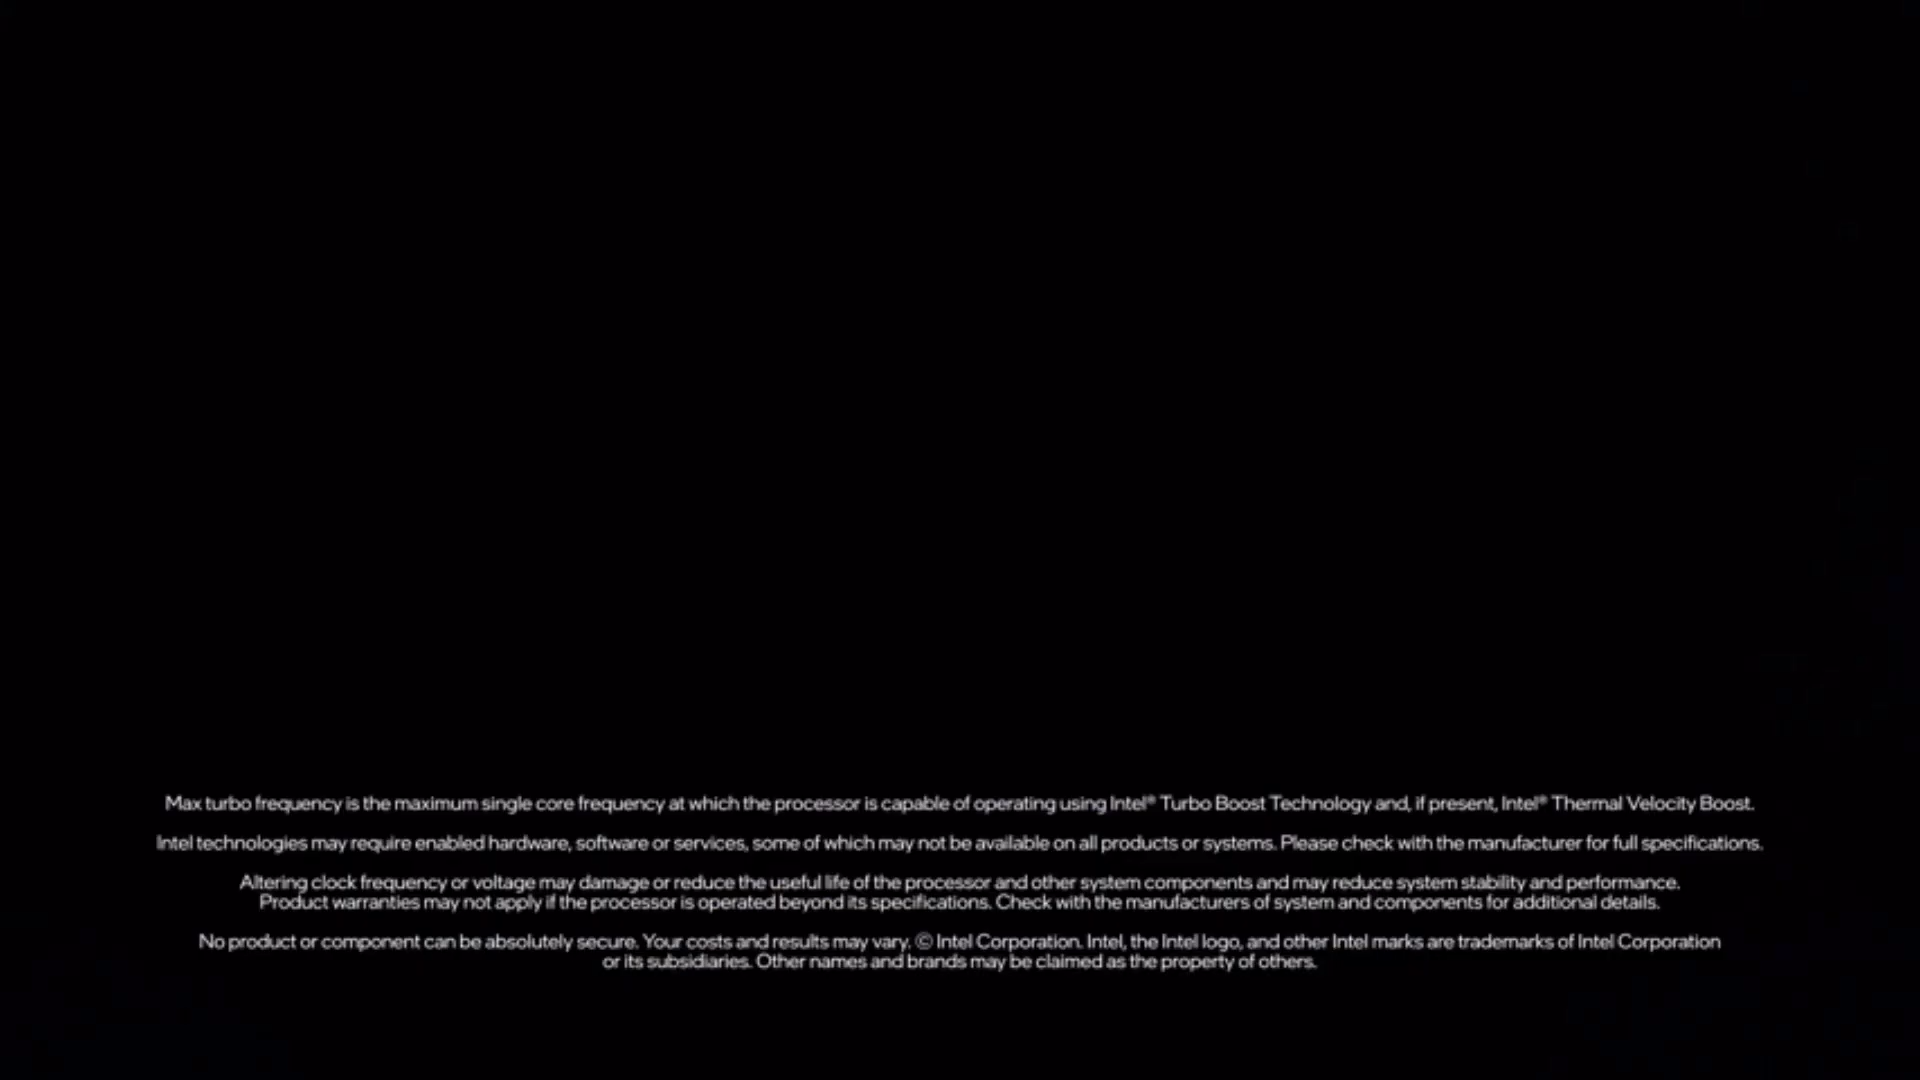 Max turbo frequency is the maximum single core frequency at which the processor is capable of operating using Intel® Turbo Boost Technology and, if present, Intel® Thermal Velocity Boost.
Intel technologies may require enabled hardware, software or services, some of which may not be available on all products or systems. Please check with the manufacturer for full specifications.
Altering clock frequency or voltage may damage or reduce the useful life of the processor and other system components and may reduce system stability and performance.
Product warranties may not apply if the processor is operated beyond its specifications. Check with the manufacturers of system and components for additional details.
No product or component can be absolutely secure. Your costs and results may vary. © Intel Corporation. Intel, the Intel logo, and other Intel marks are trademarks of Intel Corporation
or its subsidiaries. Other names and brands may be claimed as the property of others.